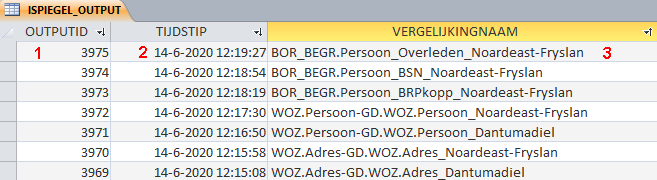 ISPIEGEL_OUTPUT
OUTPUTID TIJDSTIP VERGELIJKINGNAAM
1 3975 2 14-6-2020 12:19:27 BOR_BEGR.Persoon_Overleden_Noardeast-Fryslan 3
3974 14-6-2020 12:18:54 BOR_BEGR.Persoon_BSN_Noardeast-Fryslan
3973 14-6-2020 12:18:19 BOR_BEGR.Persoon_BRPkopp_Noardeast-Fryslan
3972 14-6-2020 12:17:30 WOZ.Persoon-GD.WOZ.Persoon_Noardeast-Fryslan
3971 14-6-2020 12:16:50 WOZ.Persoon-GD.WOZ.Persoon_Dantumadiel
3970 14-6-2020 12:15:58 WOZ.Adres-GD.WOZ.Adres_Noardeast-Fryslan
3969 14-6-2020 12:15:08 WOZ.Adres-GD.WOZ.Adres_Dantumadiel